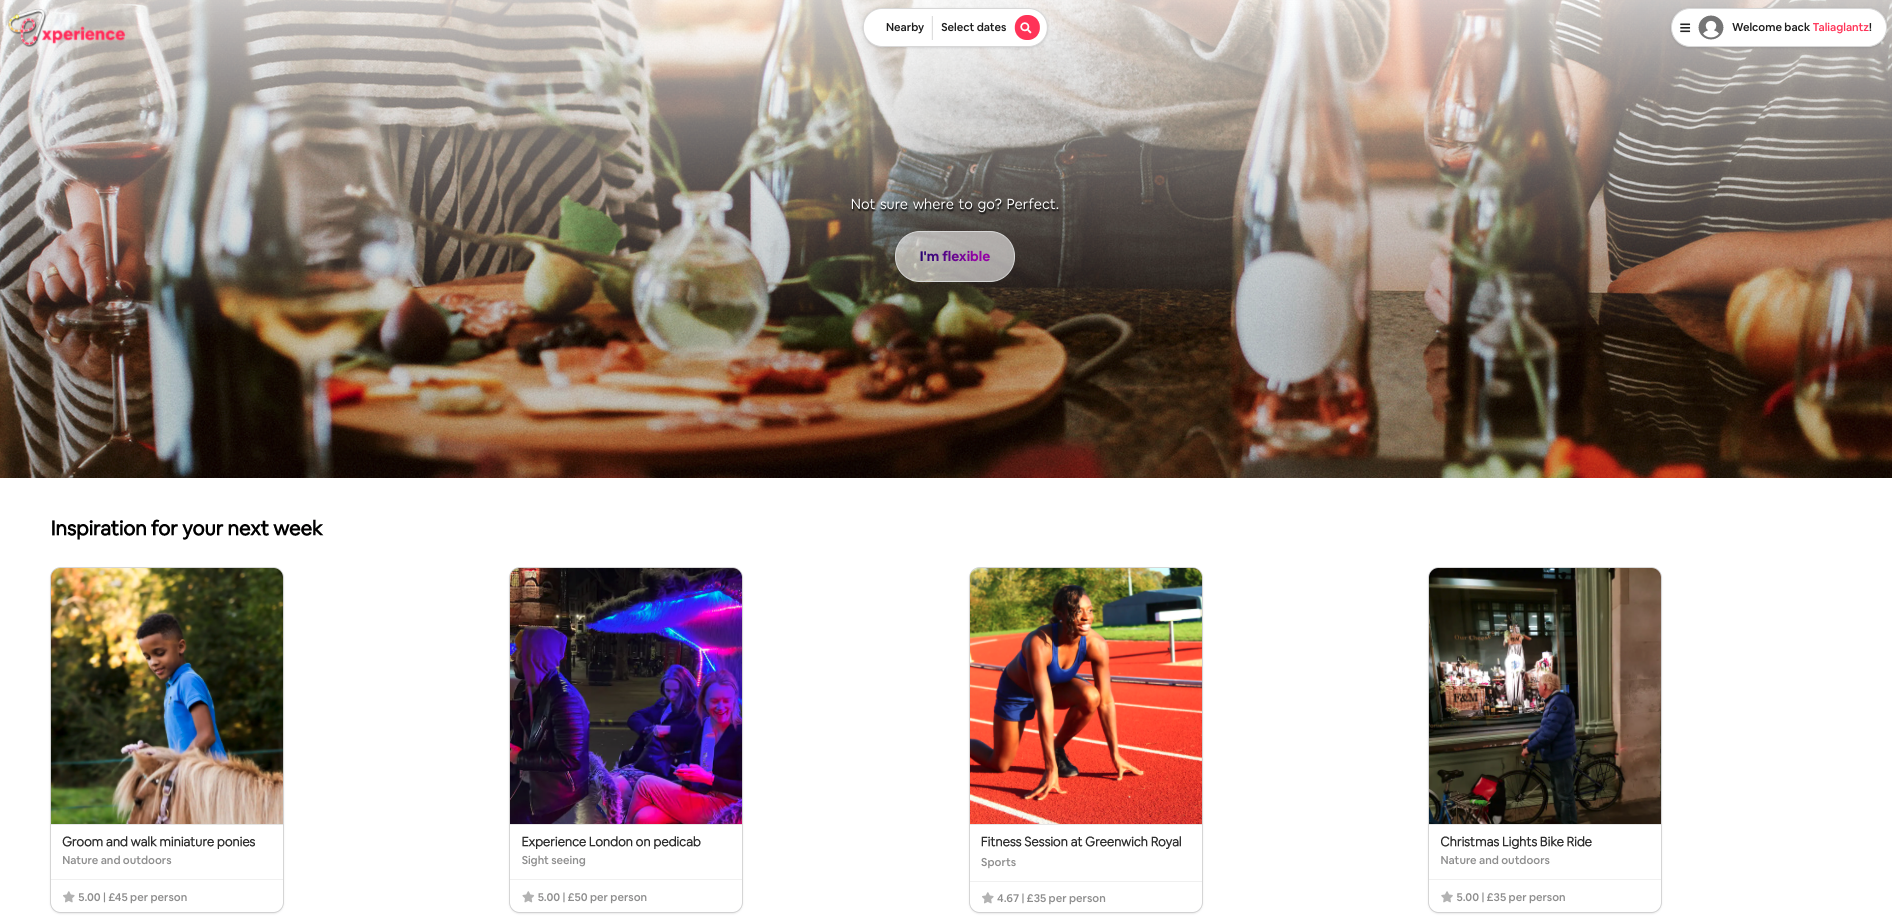 xperience
Nearby
Select dates
Welcome back Taliaglantz!
Not sure where to go? Perfect.
I'm flexible
Inspiration for your next week
Groom and walk miniature ponies
Nature and outdoors
5.00 | £45 per person
Experience London on pedicab
Sight seeing
5.00 | £50 per person
Fitness Session at Greenwich Royal
Sports
4.67 | £35 per person
F&M
Christmas Lights Bike Ride
Nature and outdoors
5.00 | £35 per person